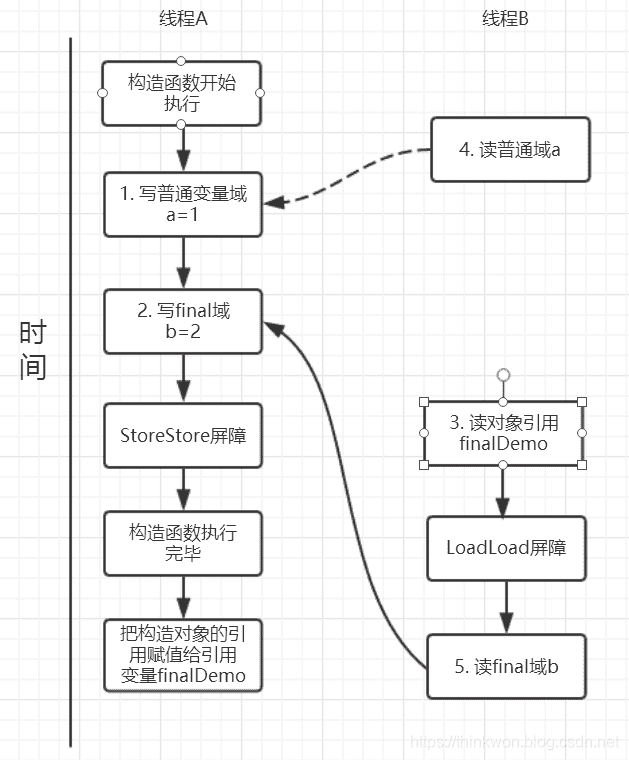 线程A
线程B
时
间
构造函数开始
执行
1. 写普通变量域
a=1
2. 写final域
b=2
StoreStore屏障
构造函数执行
完毕
把构造对象的引
用赋值给引用
变量finalDemo
4. 读普通域a
3. 读对象引用
finalDemo
LoadLoad屏障
5. 读final域b
https://thinkwon.blog.csdn.net